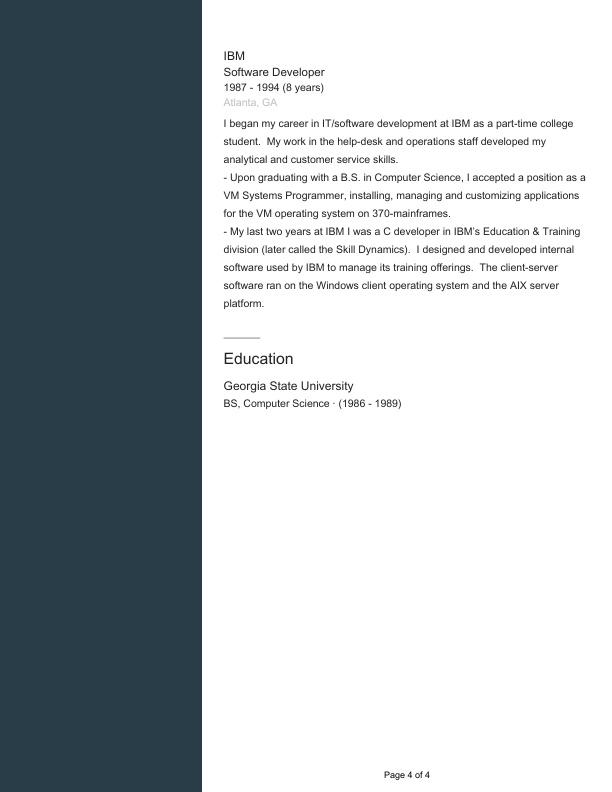 IBM
Software Developer
1987 - 1994 (8 years)
Atlanta, GA
I began my career in IT/software development at IBM as a part-time college
student.  My work in the help-desk and operations staff developed my
analytical and customer service skills.
- Upon graduating with a B.S. in Computer Science, I accepted a position as a
VM Systems Programmer, installing, managing and customizing applications
for the VM operating system on 370-mainframes.
- My last two years at IBM I was a C developer in IBM's Education & Training
division (later called the Skill Dynamics).  I designed and developed internal
software used by IBM to manage its training offerings.  The client-server
software ran on the Windows client operating system and the AIX server
platform.
Education
Georgia State University
BS, Computer Science · (1986 - 1989)
Page 4 of 4